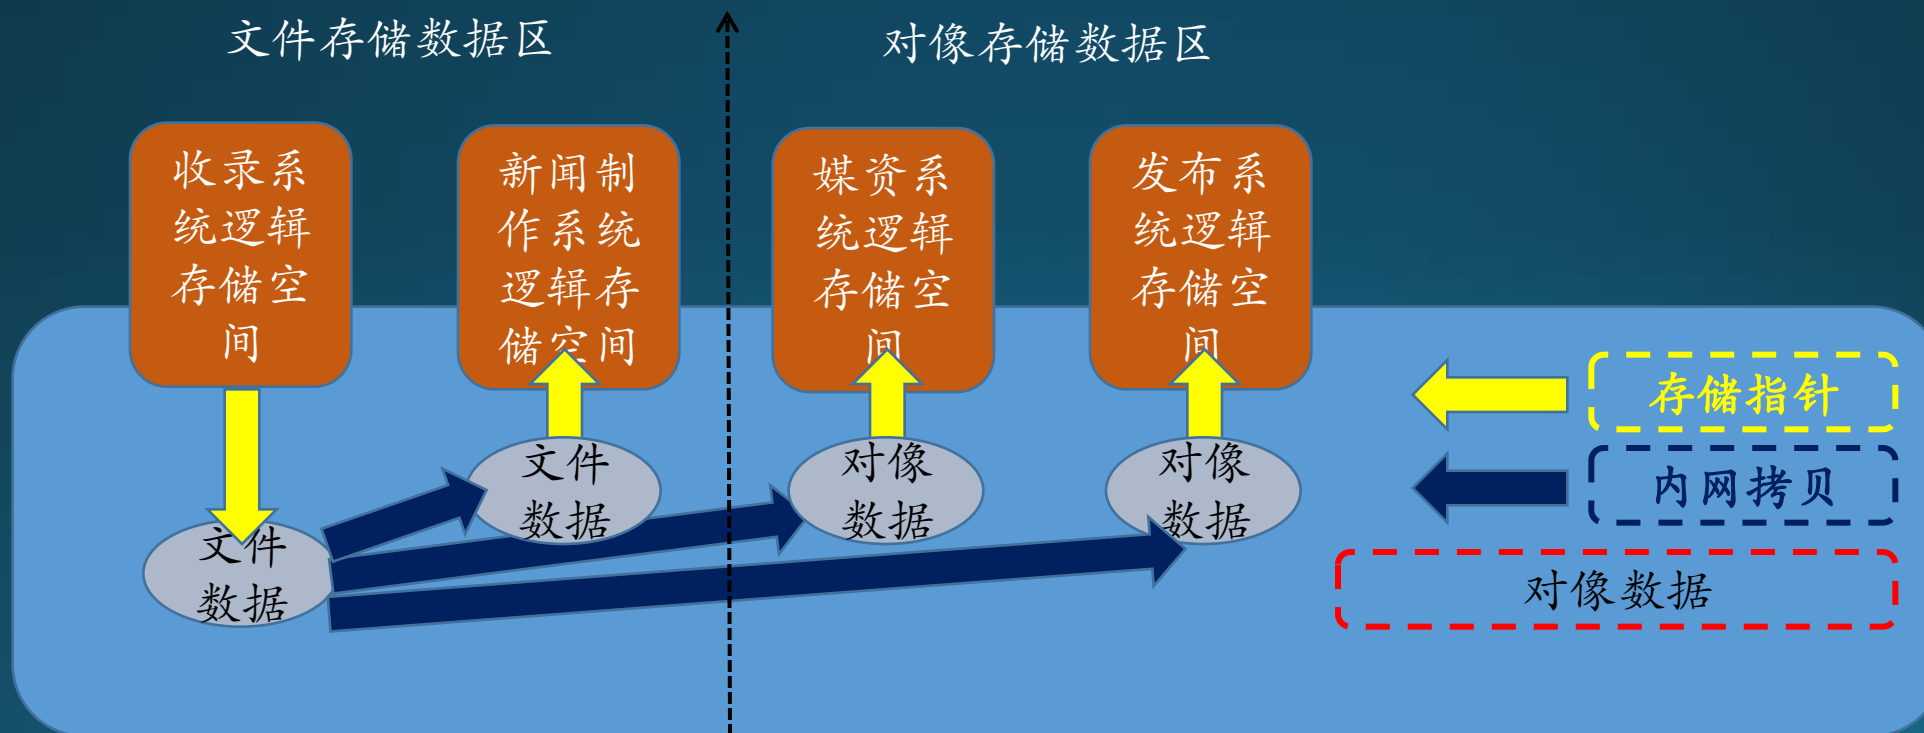 文件存储数据区
对像存储数据区
收录系
统逻辑
存储空
间
新闻制
作系统
逻辑存
储空间
媒资系
统逻辑
存储空
间
发布系
统逻辑
存储空
间
文件
数据
文件
数据
对像
数据
对像
数据
存储指针
内网拷贝
对像数据